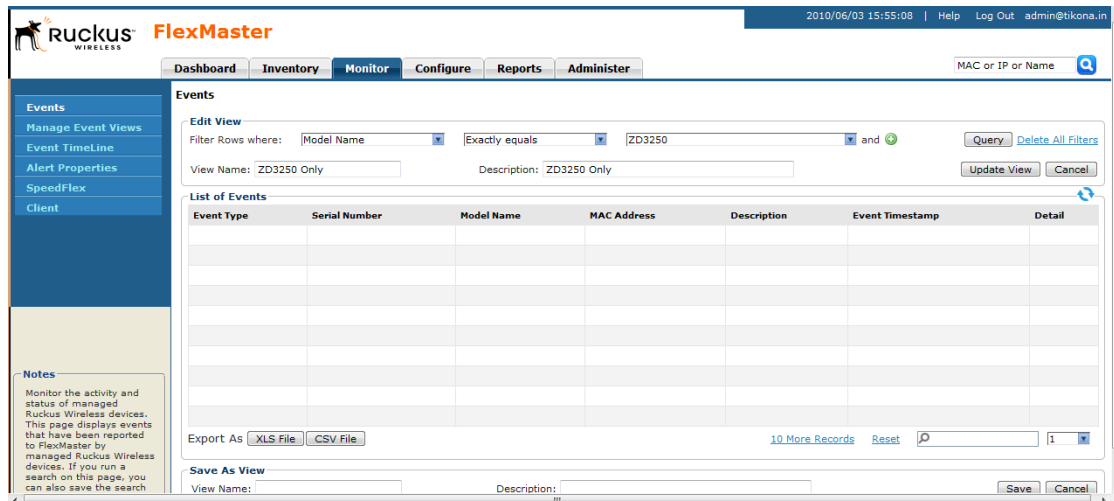 2010/06/03 15:55:08 | Help Log Out admin@tikona.in
Ruckus WIRELESS FlexMaster
Dashboard Inventory Monitor Configure Reports Administer MAC or IP or Name
Events
Manage Event Views
Event TimeLine
Alert Properties
SpeedFlex
Client
Notes
Monitor the activity and
status of managed
Ruckus Wireless devices.
This page displays events
that have been reported
to FlexMaster by
managed Ruckus Wireless
devices. If you run a
search on this page, you
can also save the search
Events
Edit View
Filter Rows where: Model Name Exactly equals ZD3250 and Query Delete All Filters
View Name: ZD3250 Only Description: ZD3250 Only Update View Cancel
List of Events
Event Type Serial Number Model Name MAC Address Description Event Timestamp Detail
Export As XLS File CSV File 10 More Records Reset 1
Save As View
View Name: Description: Save Cancel